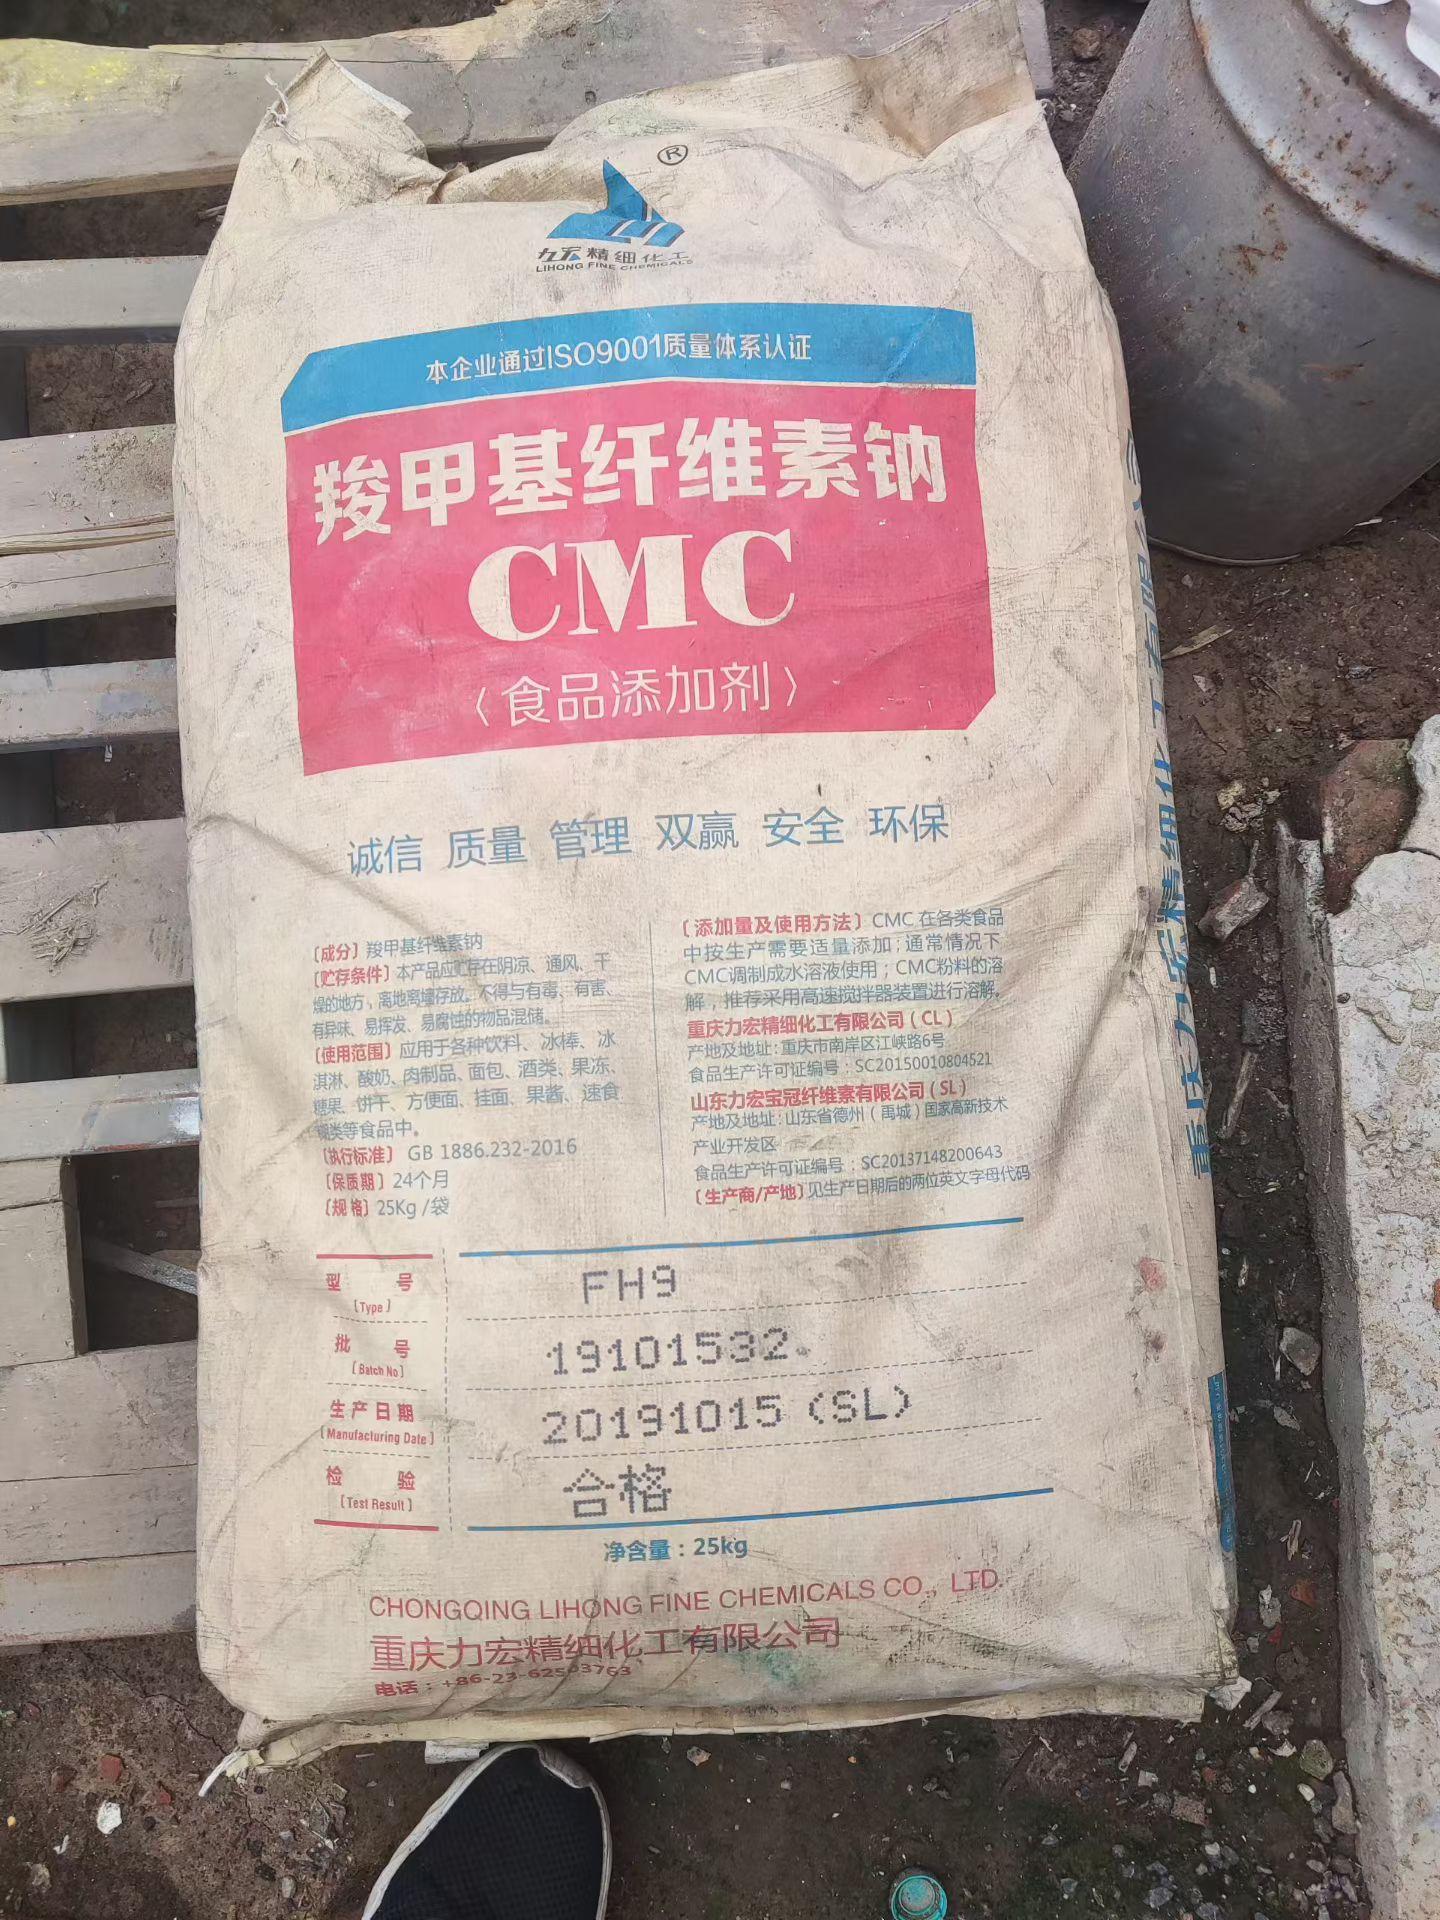 ®
力宏精细化工
LIHONG FINE CHEMICALS
本企业通过ISO9001质量体系认证
羧甲基纤维素钠
CMC
〈食品添加剂〉
诚信 质量 管理 双赢 安全 环保
〔成分〕羧甲基纤维素钠
〔贮存条件〕本产品应贮存在阴凉、通风、干
燥的地方，离地离墙存放。不得与有毒、有害、
有异味、易挥发、易腐蚀的物品混储。
〔使用范围〕应用于各种饮料、冰棒、冰
淇淋、酸奶、肉制品、面包、酒类、果冻、
糖果、饼干、方便面、挂面、果酱、速食
类等食品中。
〔执行标准〕GB 1886.232-2016
〔保质期〕24个月
〔规格〕25Kg /袋
〔添加量及使用方法〕CMC 在各类食品
中按生产需要适量添加；通常情况下
CMC调制成水溶液使用；CMC粉料的溶
解，推荐采用高速搅拌器装置进行溶解。
重庆力宏精细化工有限公司（CL）
产地及地址：重庆市南岸区江峡路6号
食品生产许可证编号：SC20150010804521
山东力宏宝冠纤维素有限公司（SL）
产地及地址：山东省德州（禹城）国家高新技术
产业开发区
食品生产许可证编号：SC20137148200643
〔生产商/产地〕见生产日期后的两位英文字母代码
型 号 FH9
〔Type〕
批 号 19101532
〔Batch No〕
生产日期 20191015 (SL)
〔Manufacturing Date〕
检 验 合格
〔Test Result〕
净含量：25kg
CHONGQING LIHONG FINE CHEMICALS CO., LTD.
重庆力宏精细化工有限公司
电话：+86-23-62503763
重庆力宏精细化工有限公司